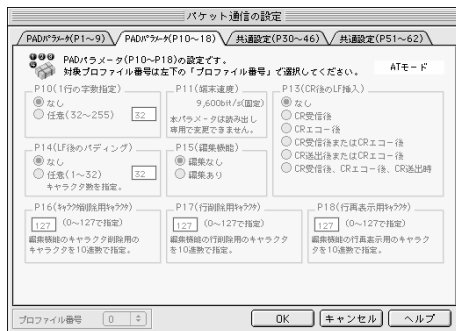 パケット通信の設定
PADパラメータ(P1〜9)
PADパラメータ(P10〜18)
共通設定(P30〜46)
共通設定(P51〜62)
PADパラメータ(P10〜P18)の設定です。
対象プロファイル番号は左下の「プロファイル番号」で選択してください。
ATモード
P10(1行の字数指定)
なし
任意(32〜255) 32
P11(端末速度)
9,600bit/s(固定)
本パラメータは読み出し
専用で変更できません。
P13(CR後のLF挿入)
なし
CR受信後
CRエコー後
CR受信後またはCRエコー後
CR送出後またはCRエコー後
CR受信後、CRエコー後、CR送出時
P14(LF後のパディング)
なし
任意(1〜32) 32
キャラクタ数を指定。
P15(編集機能)
編集なし
編集あり
P16(キャラクタ削除用キャラクタ)
127 (0〜127で指定)
編集機能のキャラクタ削除用の
キャラクタを10進数で指定。
P17(行削除用キャラクタ)
127 (0〜127で指定)
編集機能の行削除用のキャラクタ
を10進数で指定。
P18(行再表示用キャラクタ)
127 (0〜127で指定)
編集機能の行再表示用のキャラク
タを10進数で指定。
プロファイル番号 0
OK
キャンセル
ヘルプ